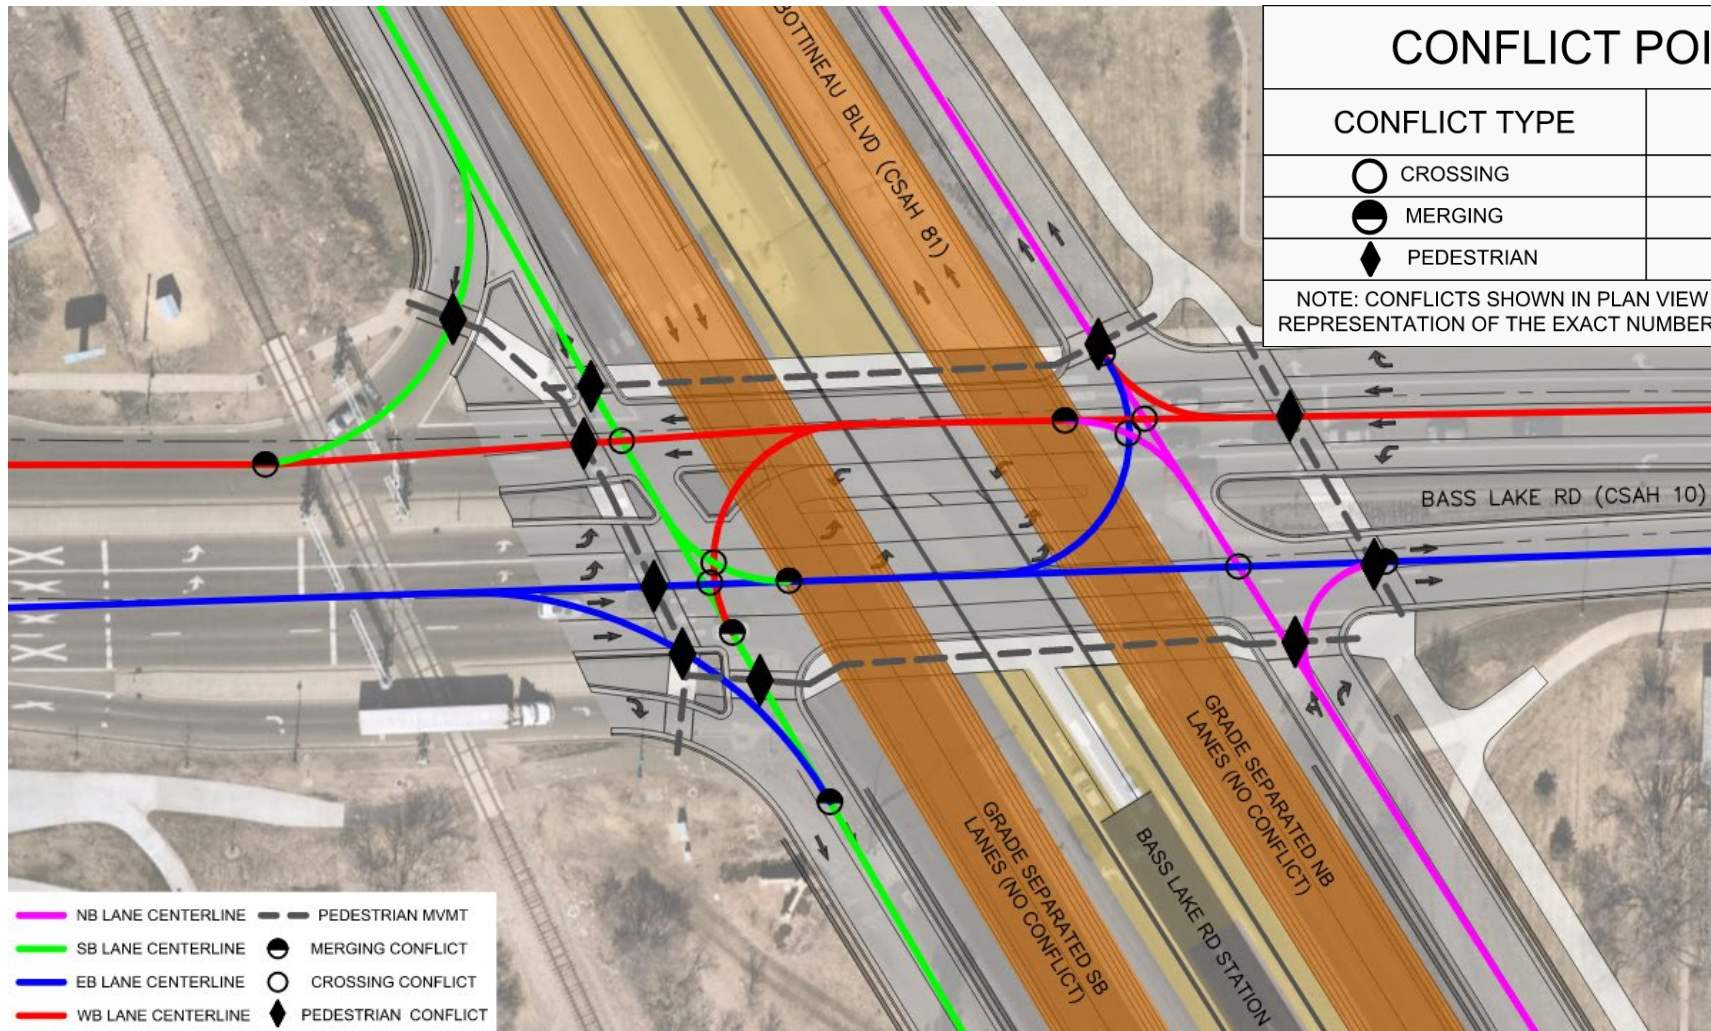 CONFLICT POI
CONFLICT TYPE
CROSSING
MERGING
PEDESTRIAN
NOTE: CONFLICTS SHOWN IN PLAN VIEW
REPRESENTATION OF THE EXACT NUMBER
BOTTINEAU BLVD (CSAH 81)
BASS LAKE RD (CSAH 10)
GRADE SEPARATED NB
LANES (NO CONFLICT)
GRADE SEPARATED SB
LANES (NO CONFLICT)
BASS LAKE RD STATION
NB LANE CENTERLINE
PEDESTRIAN MVMT
SB LANE CENTERLINE
MERGING CONFLICT
EB LANE CENTERLINE
CROSSING CONFLICT
WB LANE CENTERLINE
PEDESTRIAN CONFLICT